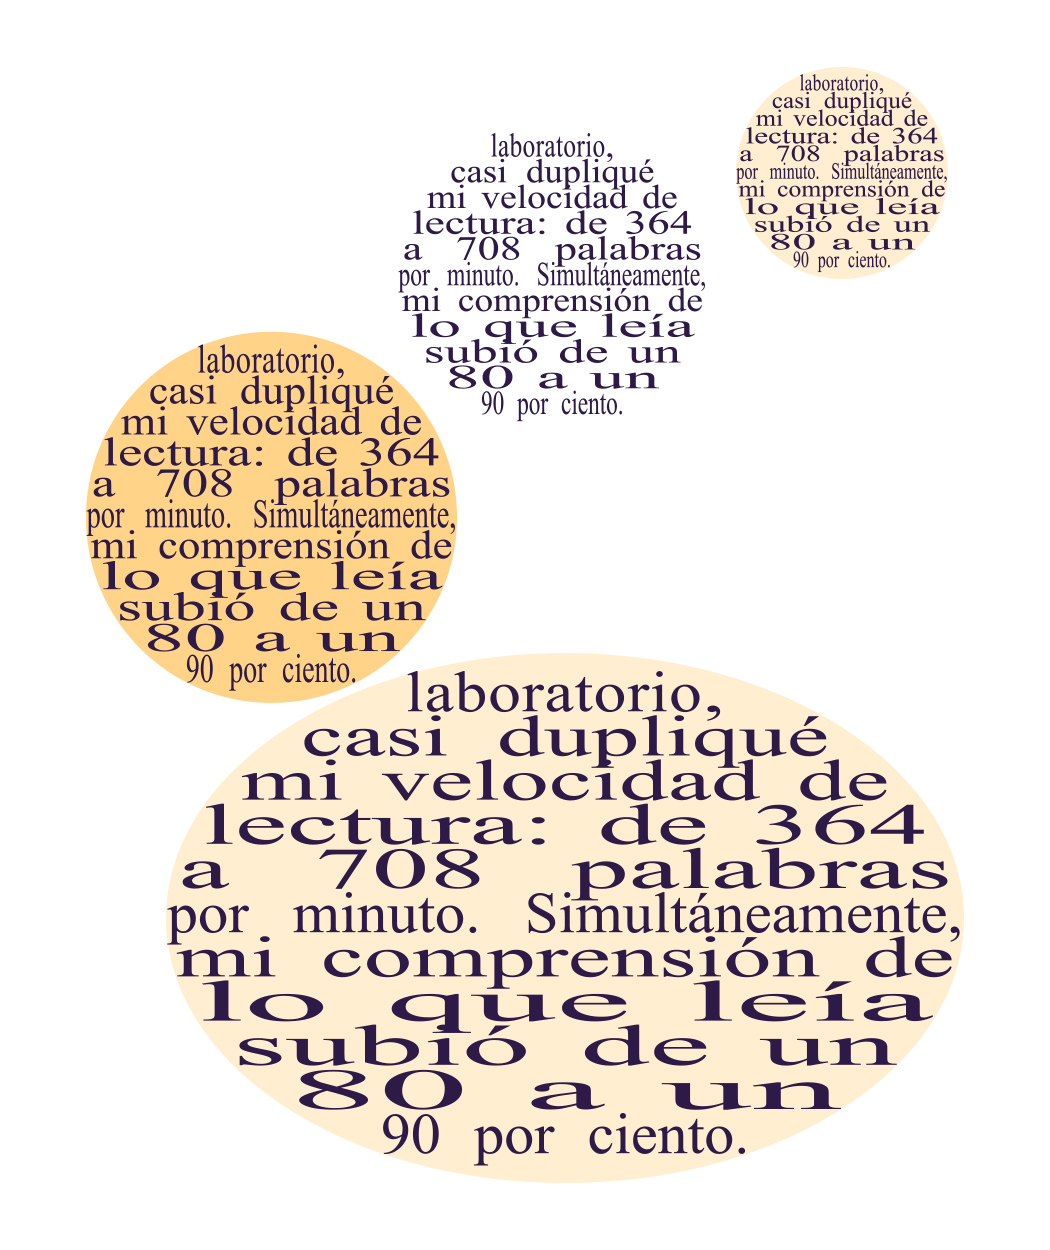 laboratorio,
casi dupliqué
mi velocidad de
lectura: de 364
a 708 palabras
por minuto. Simultáneamente,
mi comprensión de
lo que leía
subió de un
80 a un
90 por ciento.
laboratorio,
casi dupliqué
mi velocidad de
lectura: de 364
a 708 palabras
por minuto. Simultáneamente,
mi comprensión de
lo que leía
subió de un
80 a un
90 por ciento.
laboratorio,
casi dupliqué
mi velocidad de
lectura: de 364
a 708 palabras
por minuto. Simultáneamente,
mi comprensión de
lo que leía
subió de un
80 a un
90 por ciento.
laboratorio,
casi dupliqué
mi velocidad de
lectura: de 364
a 708 palabras
por minuto. Simultáneamente,
mi comprensión de
lo que leía
subió de un
80 a un
90 por ciento.